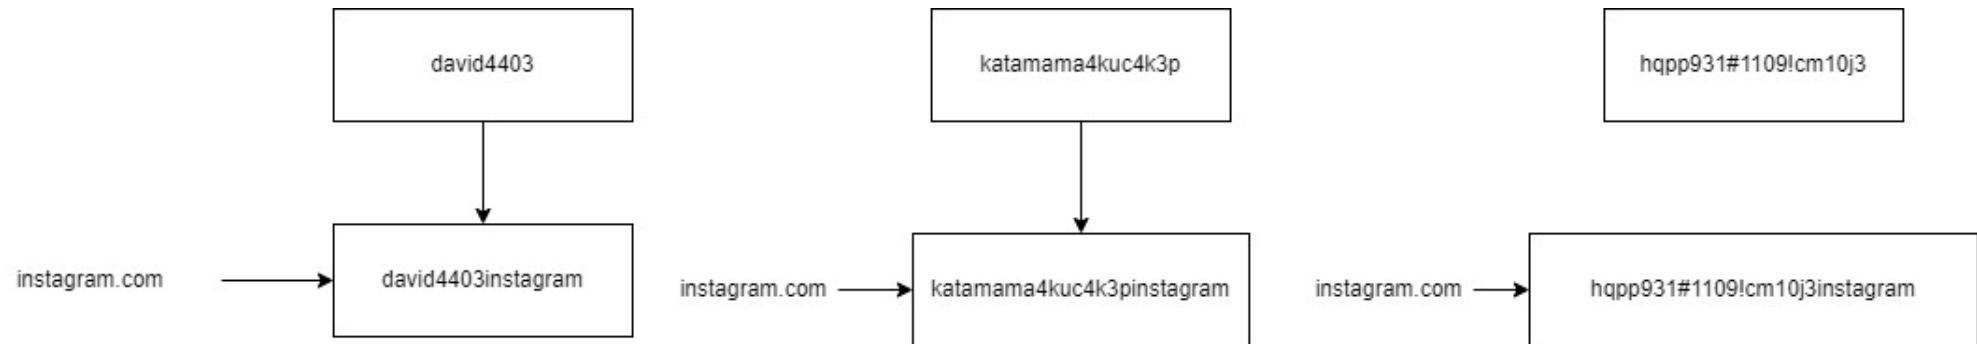 david4403
katamama4kuc4k3p
hqpp931#1109!cm10j3
instagram.com
david4403instagram
instagram.com
katamama4kuc4k3pinstagram
instagram.com
hqpp931#1109!cm10j3instagram